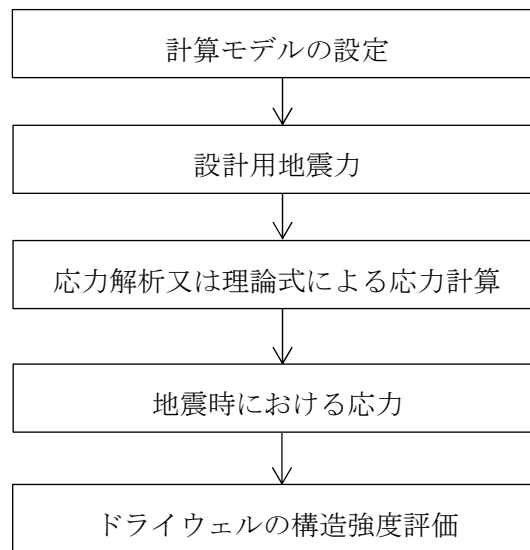 計算モデルの設定
設計用地震力
応力解析又は理論式による応力計算
地震時における応力
ドライウェルの構造強度評価